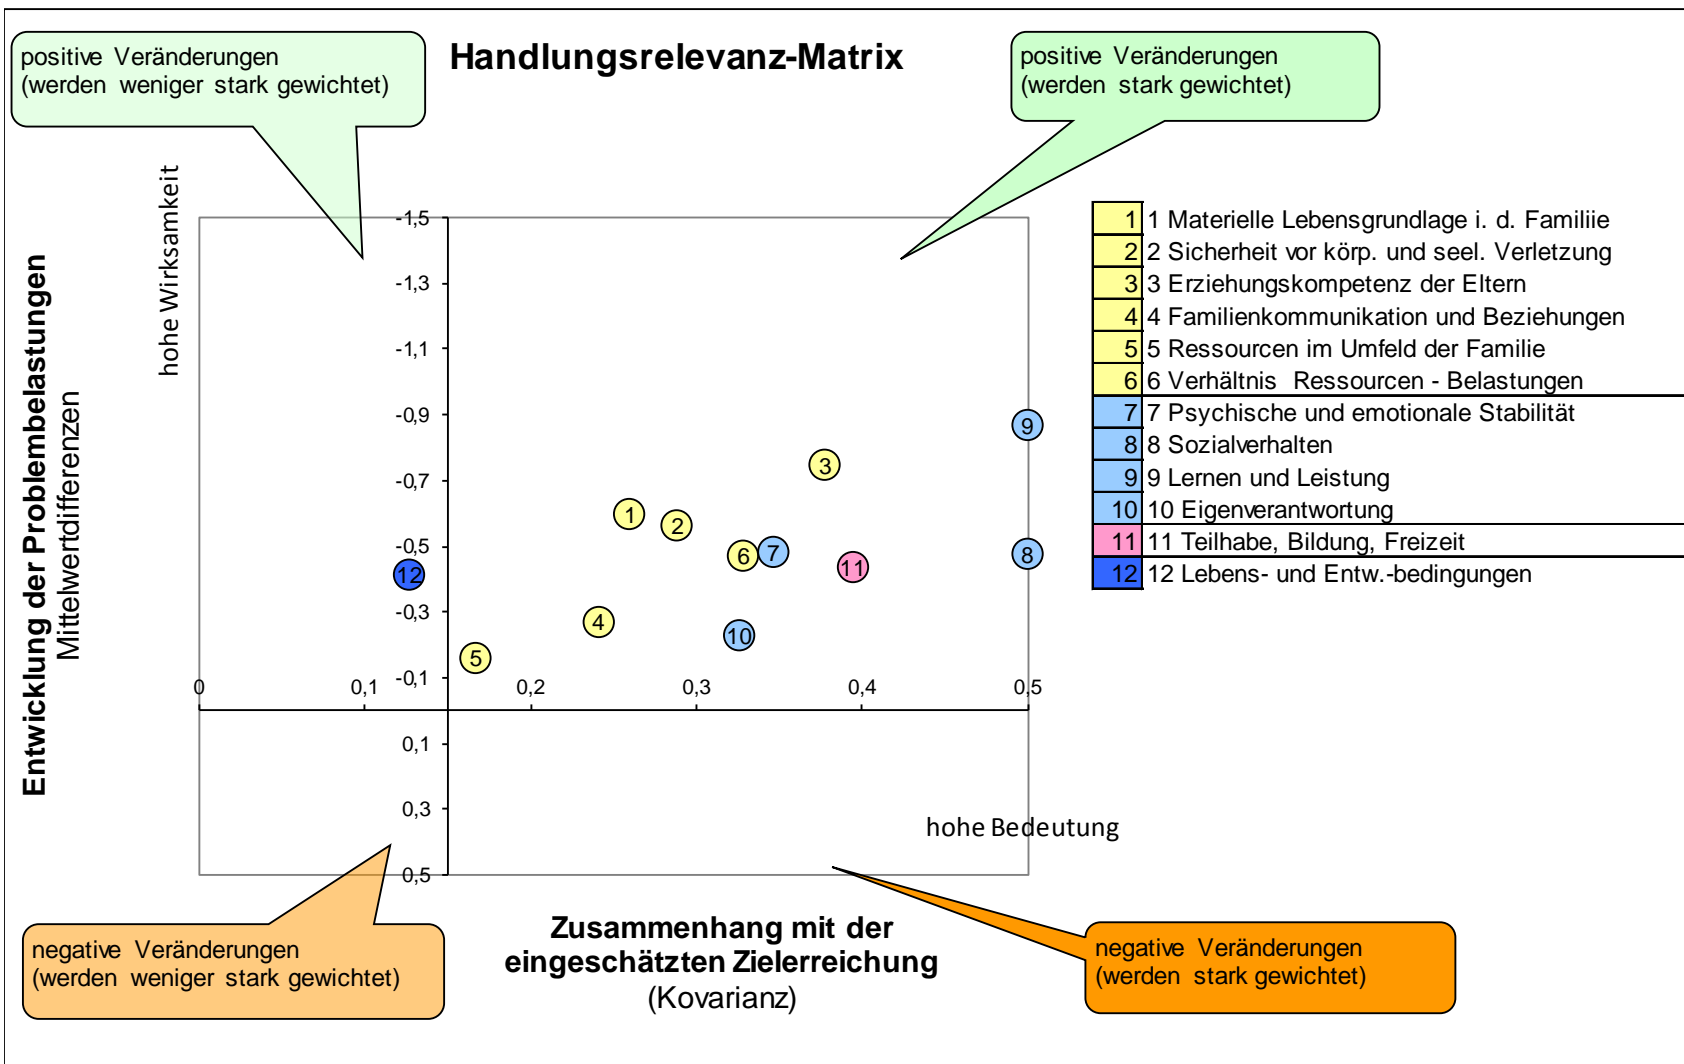 positive Veränderungen
(werden weniger stark gewichtet)
Handlungsrelevanz-Matrix
positive Veränderungen
(werden stark gewichtet)
Entwicklung der Problembelastungen
Mittelwertdifferenzen
hohe Wirksamkeit
-1,5
-1,3
-1,1
-0,9
-0,7
-0,5
-0,3
-0,1
0,1
0,3
0,5
0
0,1
0,2
0,3
0,4
0,5
9
3
1
2
6
7
8
11
12
4
10
5
1 1 Materielle Lebensgrundlage i. d. Familiie
2 2 Sicherheit vor körp. und seel. Verletzung
3 3 Erziehungskompetenz der Eltern
4 4 Familienkommunikation und Beziehungen
5 5 Ressourcen im Umfeld der Familie
6 6 Verhältnis Ressourcen - Belastungen
7 7 Psychische und emotionale Stabilität
8 8 Sozialverhalten
9 9 Lernen und Leistung
10 10 Eigenverantwortung
11 11 Teilhabe, Bildung, Freizeit
12 12 Lebens- und Entw.-bedingungen
hohe Bedeutung
negative Veränderungen
(werden weniger stark gewichtet)
Zusammenhang mit der
eingeschätzten Zielerreichung
(Kovarianz)
negative Veränderungen
(werden stark gewichtet)